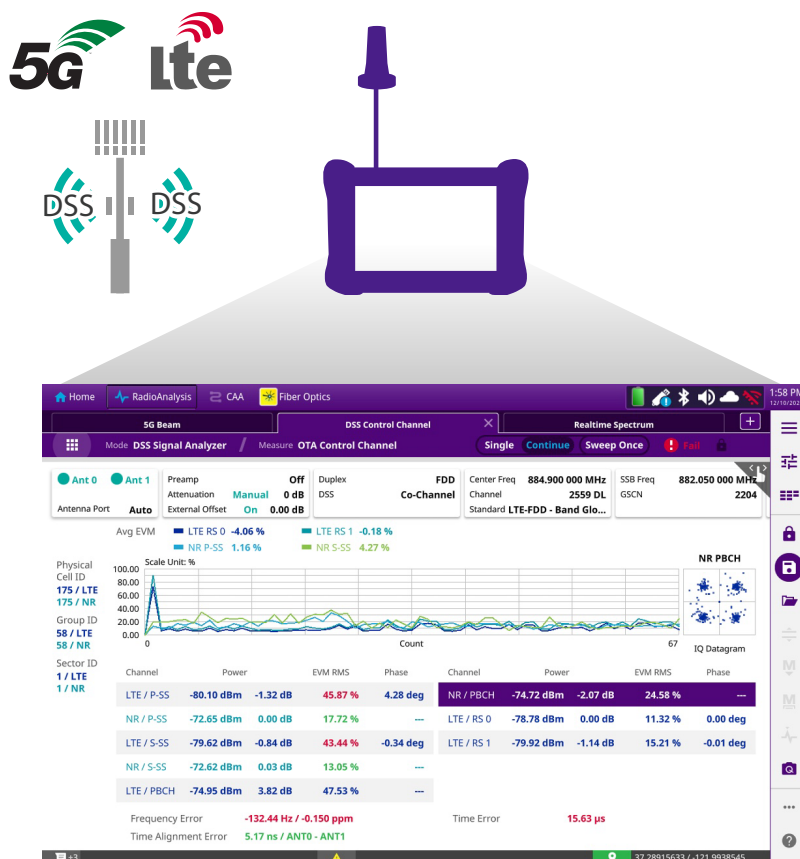 5G
Lte
DSS DSS
Home RadioAnalysis CAA Fiber Optics
1:58 PM
5G Beam DSS Control Channel Realtime Spectrum
Mode DSS Signal Analyzer / Measure OTA Control Channel Single Continue Sweep Once Fail
Ant 0 Ant 1
Antenna Port Auto
Preamp Off
Attenuation Manual 0 dB
External Offset On 0.00 dB
Duplex FDD
DSS Co-Channel
Center Freq 884.900 000 MHz
Channel 2559 DL
Standard LTE-FDD - Band Glo...
SSB Freq 882.050 000 MHz
GSCN 2204
Avg EVM LTE RS 0 -4.06 % LTE RS 1 -0.18 %
NR P-SS 1.16 % NR S-SS 4.27 %
Physical
Cell ID
175 / LTE
175 / NR
Group ID
58 / LTE
58 / NR
Sector ID
1 / LTE
1 / NR
Scale Unit: %
100.00
80.00
60.00
40.00
20.00
0.00
0 Count 67
NR PBCH
IQ Datagram
Channel Power EVM RMS Phase Channel Power EVM RMS Phase
LTE / P-SS -80.10 dBm -1.32 dB 45.87 % 4.28 deg NR / PBCH -74.72 dBm -2.07 dB 24.58 % ---
NR / P-SS -72.65 dBm 0.00 dB 17.72 % --- LTE / RS 0 -78.78 dBm 0.00 dB 11.32 % 0.00 deg
LTE / S-SS -79.62 dBm -0.84 dB 43.44 % -0.34 deg LTE / RS 1 -79.92 dBm -1.14 dB 15.21 % -0.01 deg
NR / S-SS -72.62 dBm 0.03 dB 13.05 % ---
LTE / PBCH -74.95 dBm 3.82 dB 47.53 % ---
Frequency Error -132.44 Hz / -0.150 ppm Time Error 15.63 µs
Time Alignment Error 5.17 ns / ANT0 - ANT1
M
M
+3
37.28915633 / -121.9938545